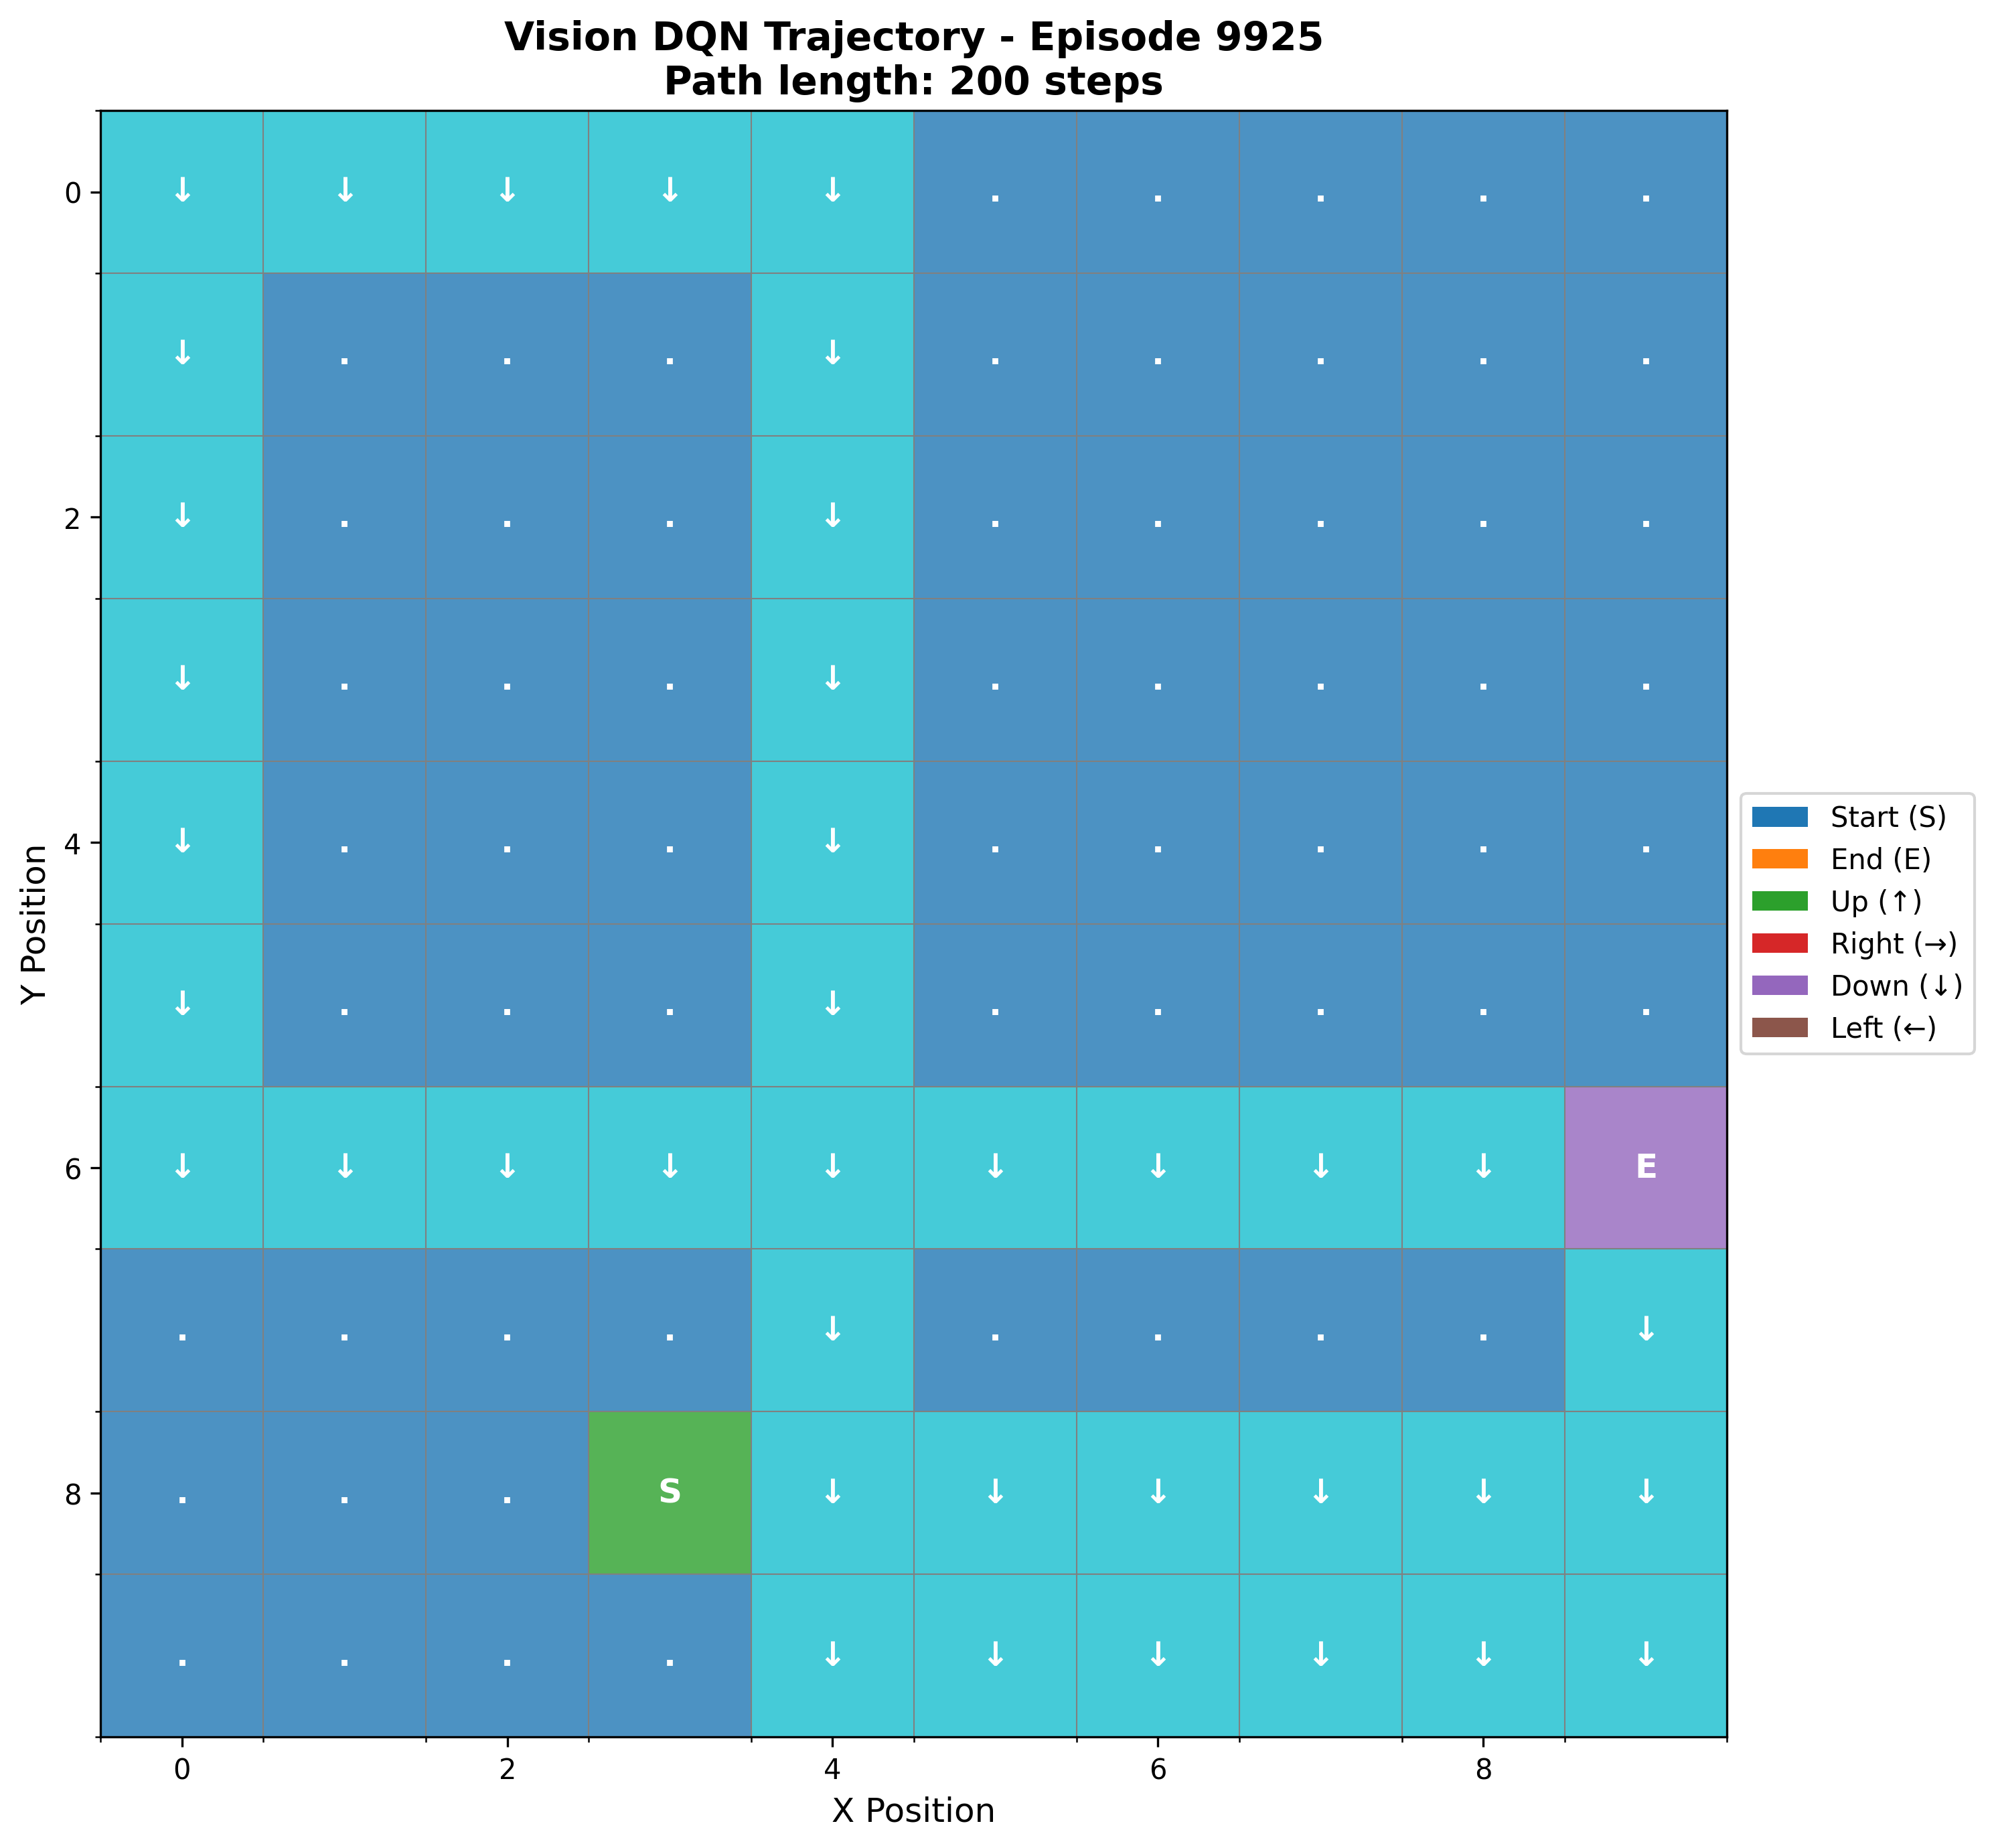 Vision DQN Trajectory - Episode 9925
Path length: 200 steps
0 ↓ ↓ ↓ ↓ ↓ . . . . .
↓ . . . ↓ . . . . .
2 ↓ . . . ↓ . . . . .
↓ . . . ↓ . . . . .
4 ↓ . . . ↓ . . . . .
↓ . . . ↓ . . . . .
6 ↓ ↓ ↓ ↓ ↓ ↓ ↓ ↓ ↓ E
. . . . ↓ . . . . ↓
8 . . . S ↓ ↓ ↓ ↓ ↓ ↓
. . . . ↓ ↓ ↓ ↓ ↓ ↓
0 2 4 6 8
X Position
Y Position
Start (S)
End (E)
Up (↑)
Right (→)
Down (↓)
Left (←)